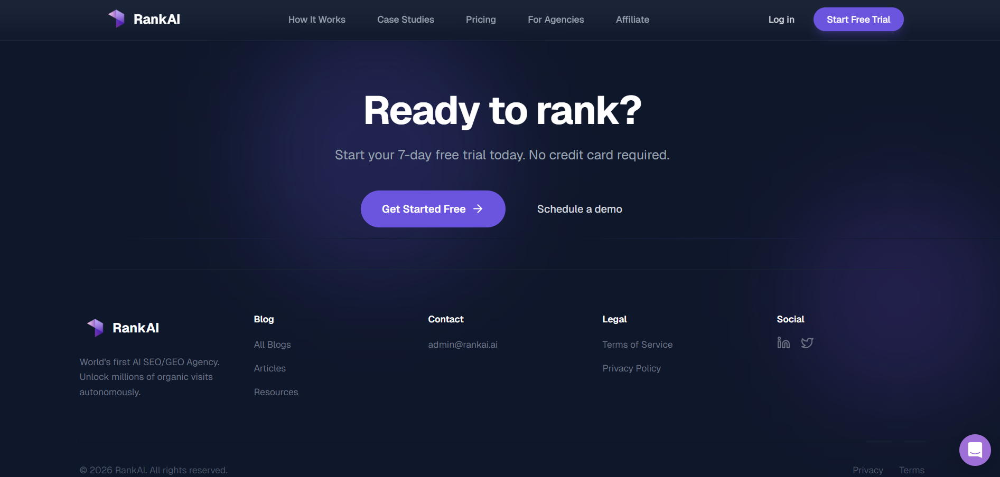 RankAI
How It Works
Case Studies
Pricing
For Agencies
Affiliate
Log in
Start Free Trial
Ready to rank?
Start your 7-day free trial today. No credit card required.
Get Started Free
Schedule a demo
RankAI
World's first AI SEO/GEO Agency.
Unlock millions of organic visits
autonomously.
Blog
All Blogs
Articles
Resources
Contact
admin@rankai.ai
Legal
Terms of Service
Privacy Policy
Social
© 2026 RankAI. All rights reserved.
Privacy
Terms